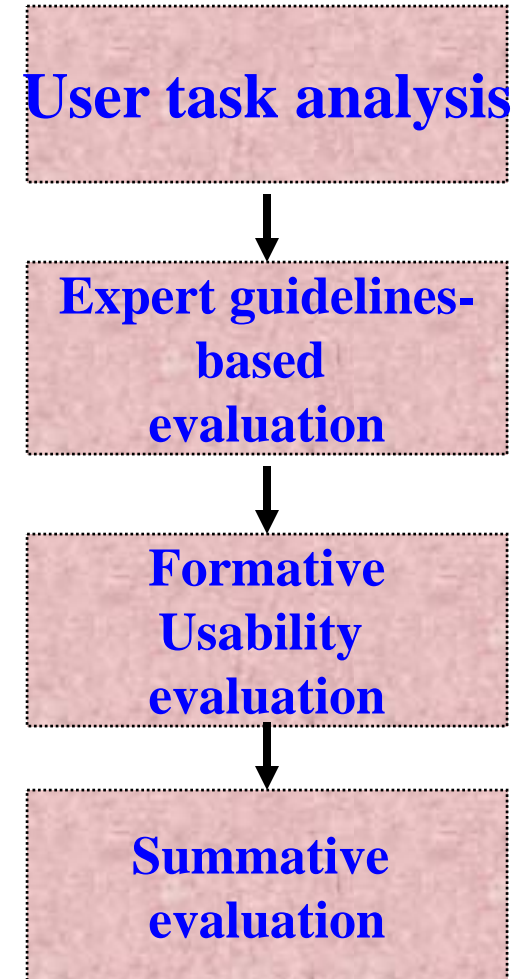 User task analysis
Expert guidelines-
based
evaluation
Formative
Usability
evaluation
Summative
evaluation